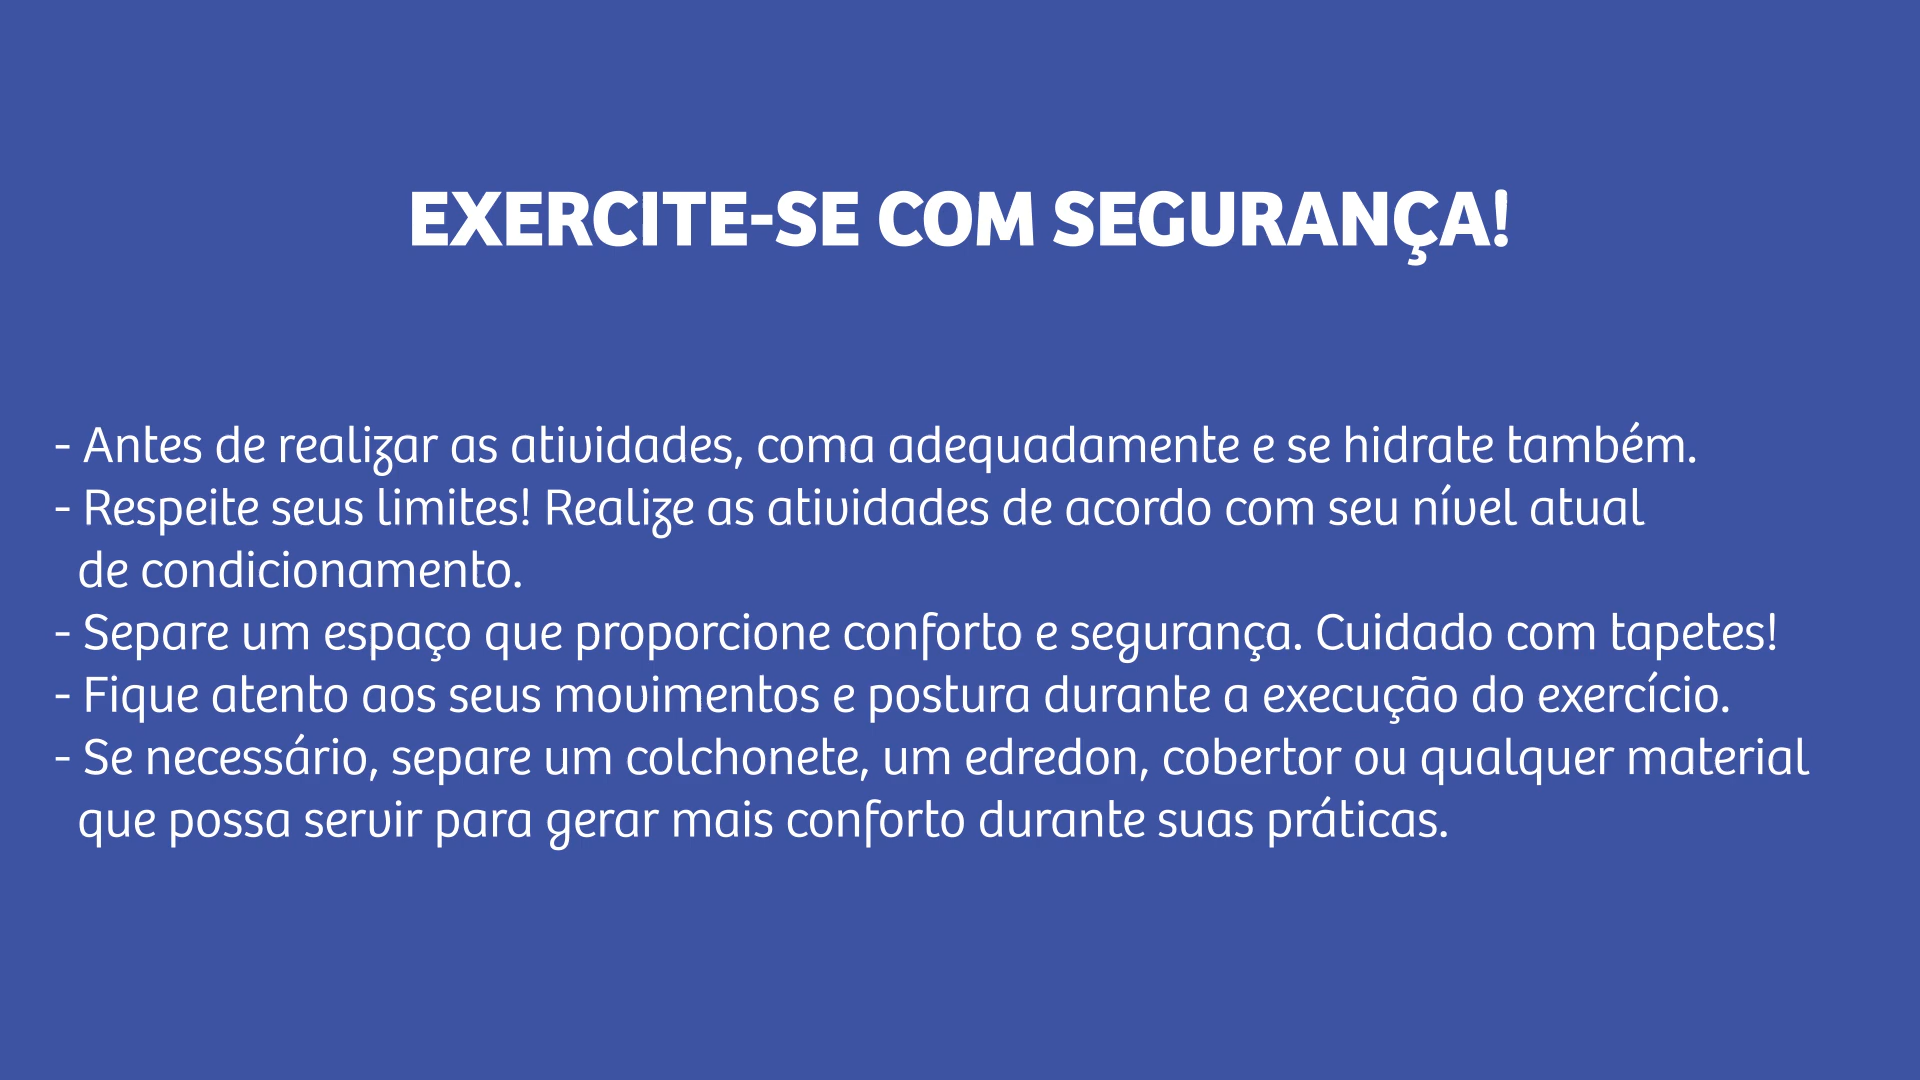 EXERCITE-SE COM SEGURANÇA!
- Antes de realizar as atividades, coma adequadamente e se hidrate também.
- Respeite seus limites! Realize as atividades de acordo com seu nível atual
de condicionamento.
- Separe um espaço que proporcione conforto e segurança. Cuidado com tapetes!
- Fique atento aos seus movimentos e postura durante a execução do exercício.
- Se necessário, separe um colchonete, um edredon, cobertor ou qualquer material
que possa servir para gerar mais conforto durante suas práticas.